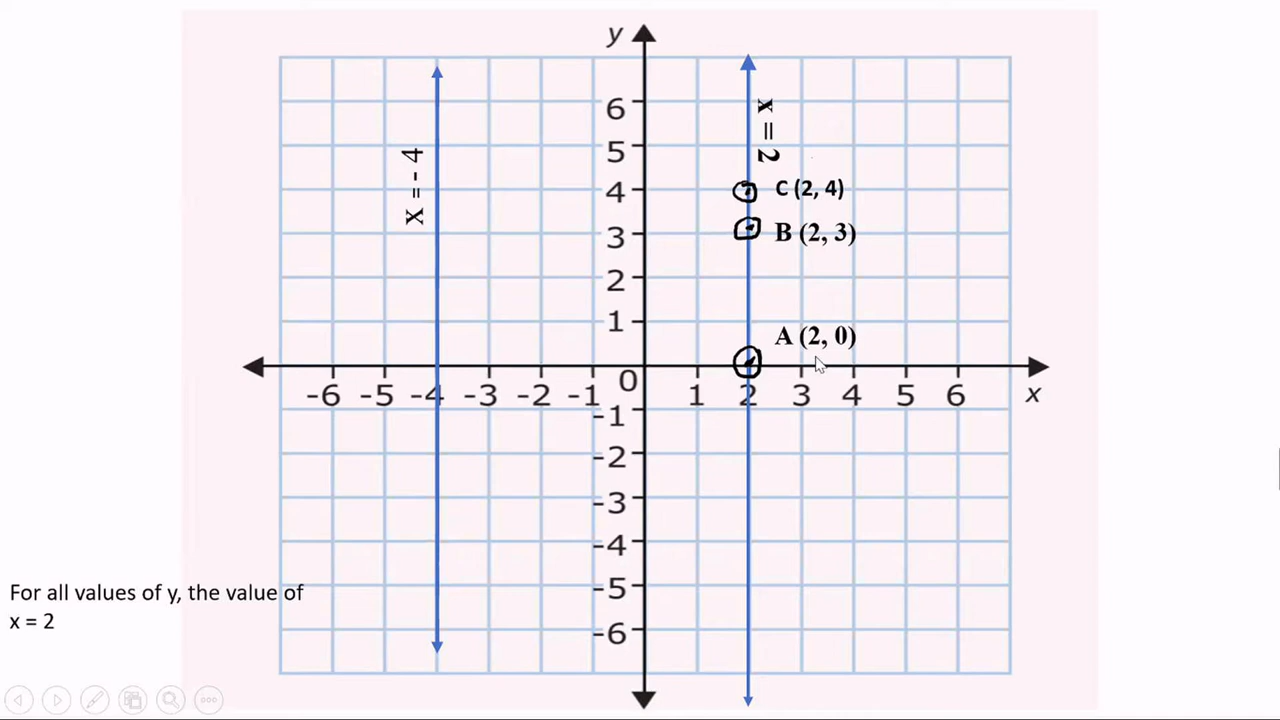 y
x = 2
X = - 4
6
5
4
3
2
1
C (2, 4)
B (2, 3)
A (2, 0)
0
-6 -5 -4 -3 -2 -1 1 2 3 4 5 6 x
-1
-2
-3
-4
-5
-6
For all values of y, the value of
x = 2